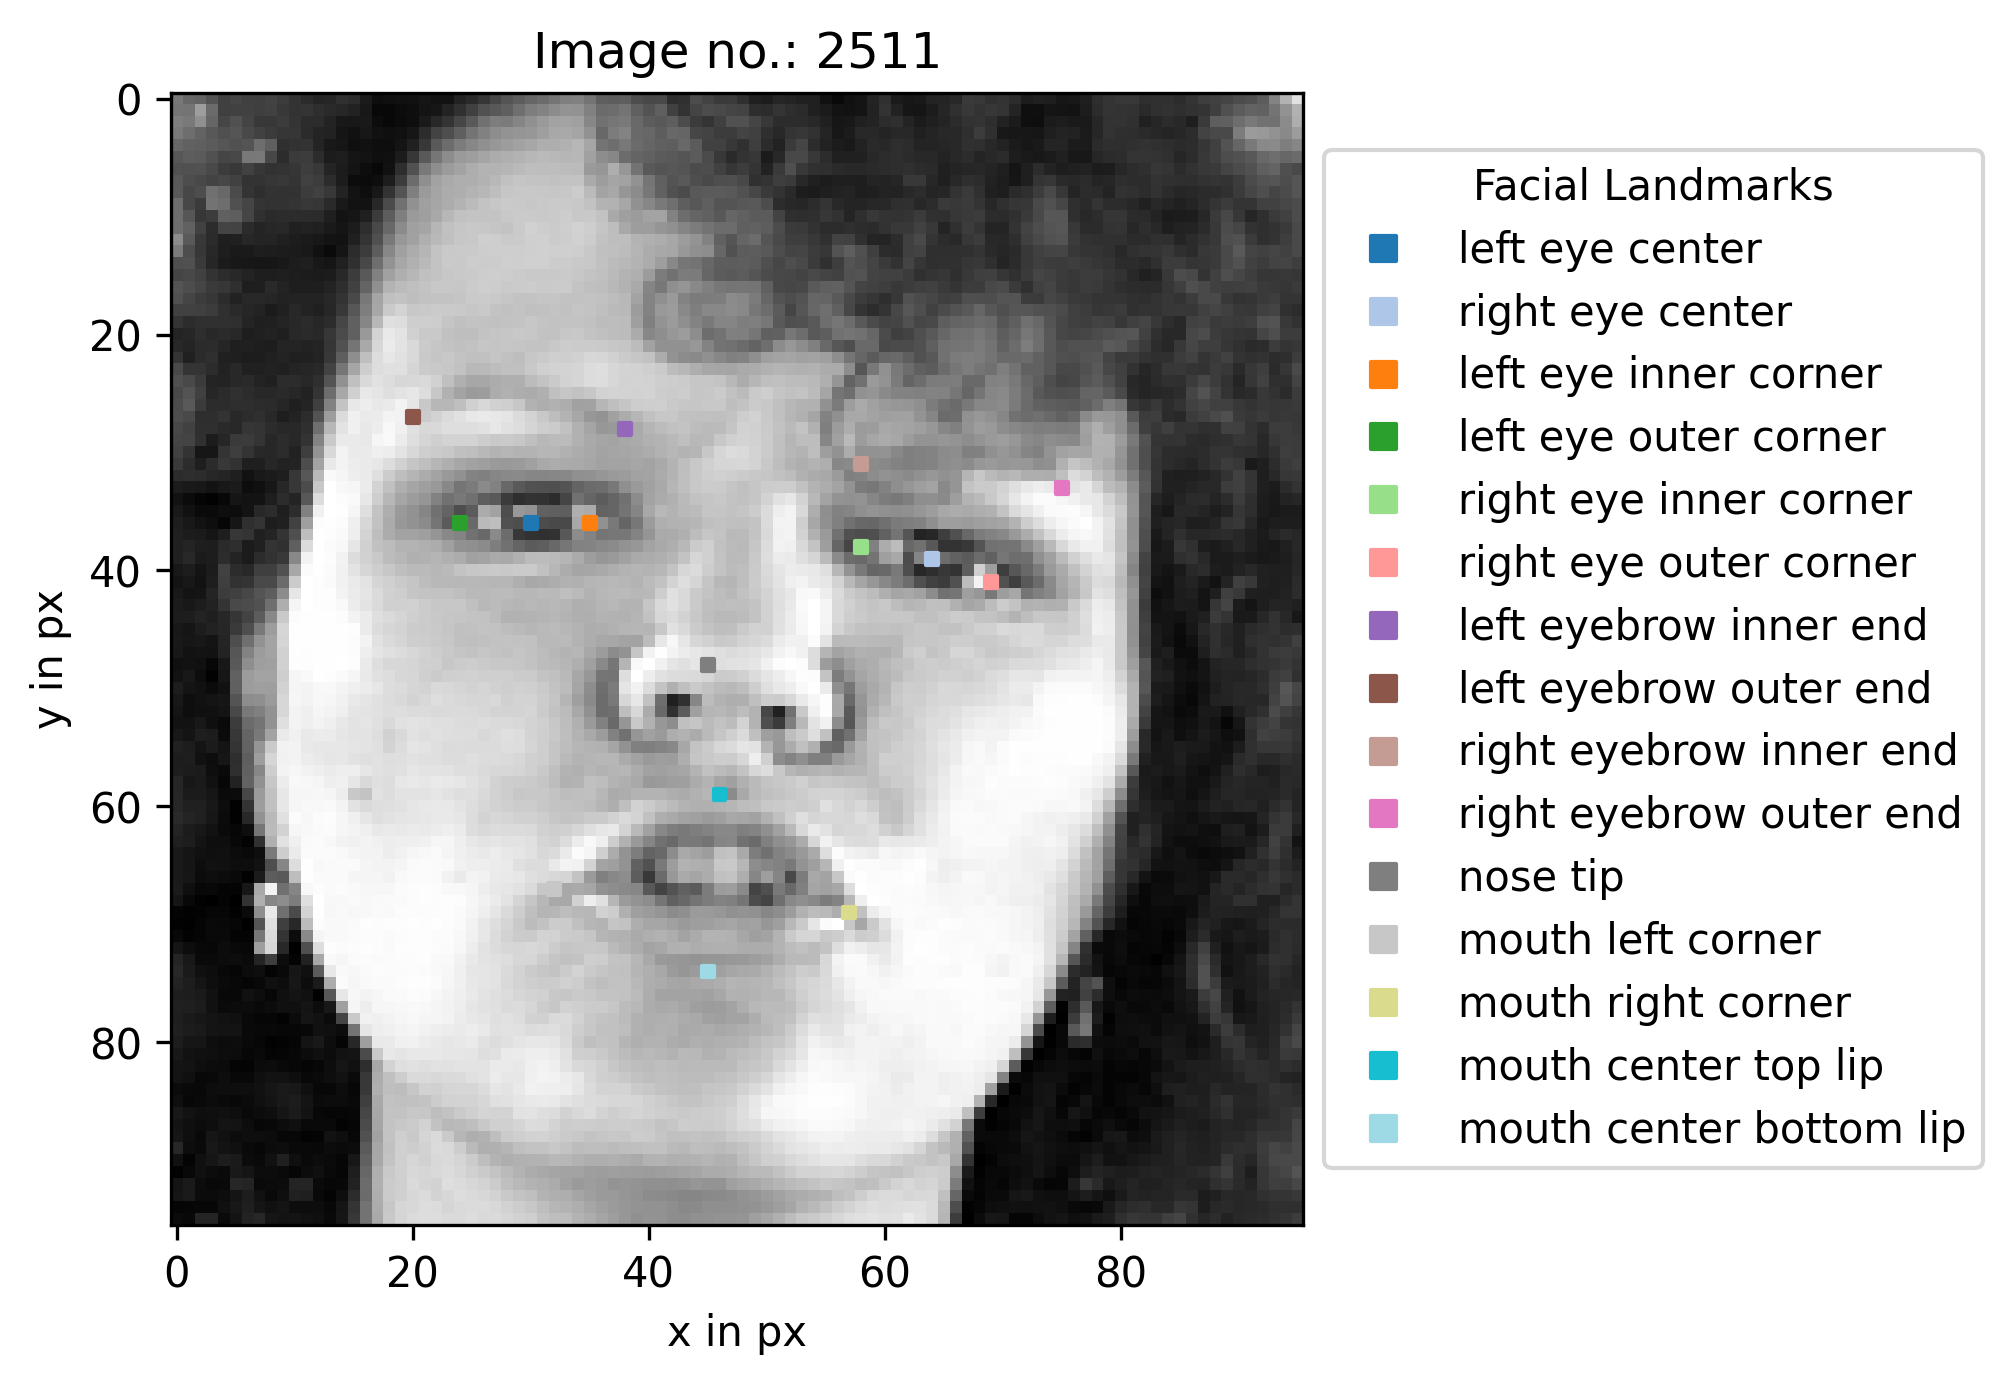 Image no.: 2511
0
20
40
60
80
y in px
0 20 40 60 80
x in px
Facial Landmarks
left eye center
right eye center
left eye inner corner
left eye outer corner
right eye inner corner
right eye outer corner
left eyebrow inner end
left eyebrow outer end
right eyebrow inner end
right eyebrow outer end
nose tip
mouth left corner
mouth right corner
mouth center top lip
mouth center bottom lip